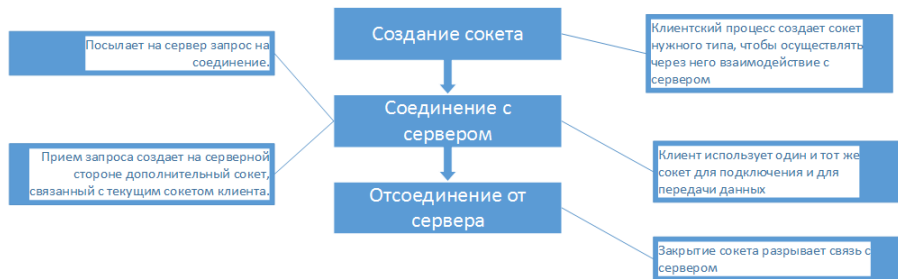 Создание сокета
Соединение с
сервером
Отсоединение от
сервера
Посылает на сервер запрос на
соединение.
Прием запроса создает на серверной
стороне дополнительный сокет,
связанный с текущим сокетом клиента.
Клиентский процесс создает сокет
нужного типа, чтобы осуществлять
через него взаимодействие с
сервером
Клиент использует один и тот же
сокет для подключения и для
передачи данных
Закрытие сокета разрывает связь с
сервером